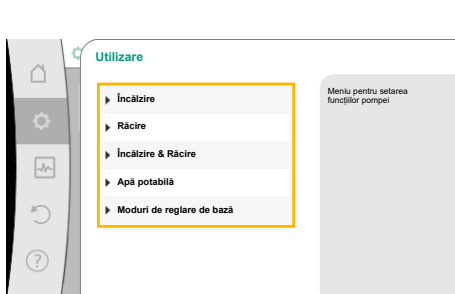 Utilizare
Încălzire
Răcire
Încălzire & Răcire
Apă potabilă
Moduri de reglare de bază
Meniu pentru setarea
funcțiilor pompei